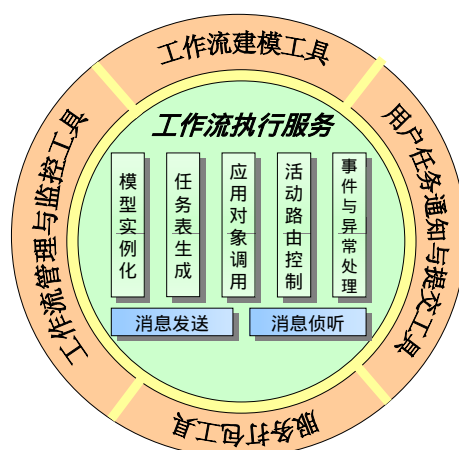 工作流建模工具
用户任务通知与提交工具
服务打包工具
工作流管理与监控工具
工作流执行服务
模型实例化
任务表生成
应用对象调用
活动路由控制
事件与异常处理
消息发送
消息侦听